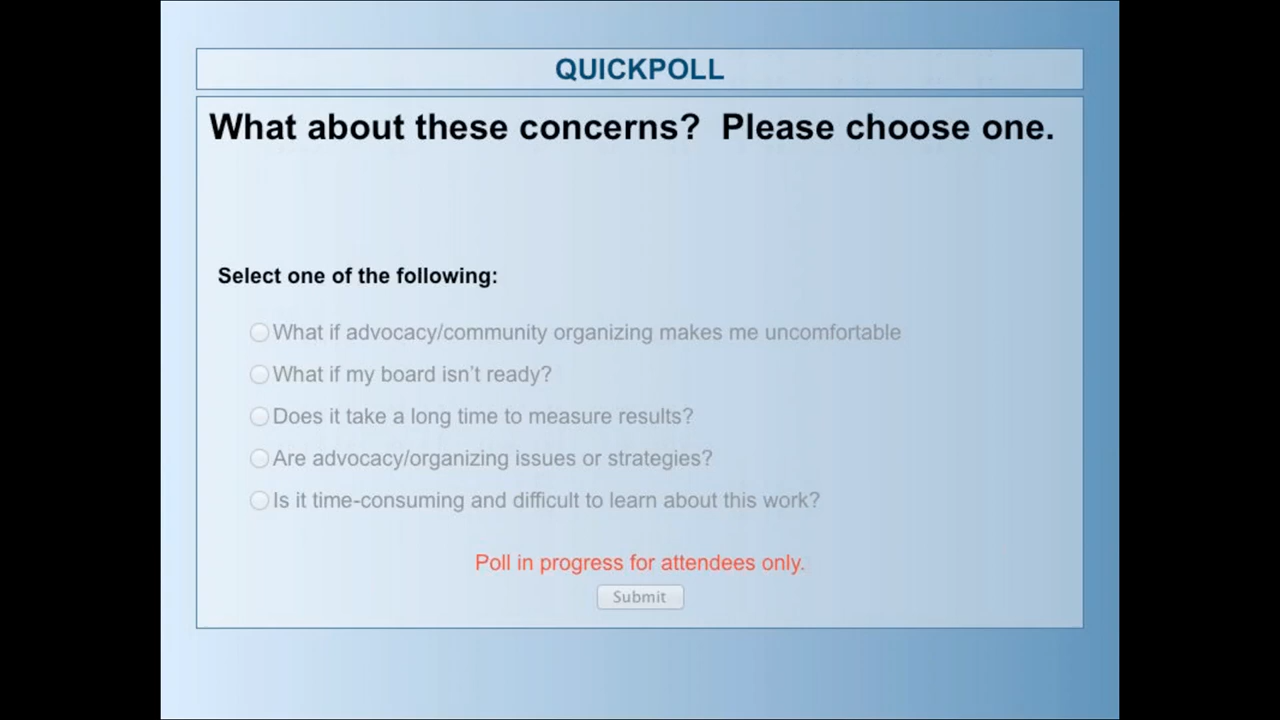 QUICKPOLL
What about these concerns?  Please choose one.
Select one of the following:
What if advocacy/community organizing makes me uncomfortable
What if my board isn’t ready?
Does it take a long time to measure results?
Are advocacy/organizing issues or strategies?
Is it time-consuming and difficult to learn about this work?
Poll in progress for attendees only.
Submit